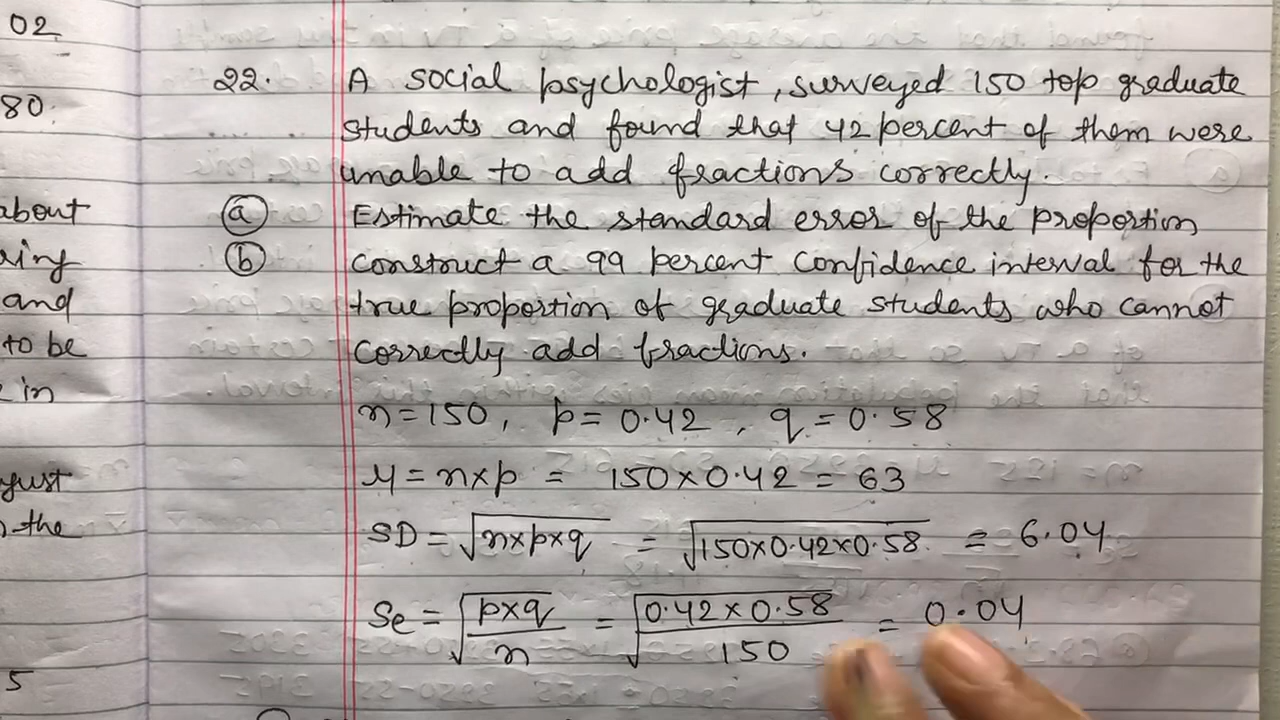 02
80
about
ring
and
to be
in
just
the
5
22. A social psychologist, surveyed 150 top graduate
students and found that 42 percent of them were
unable to add fractions correctly.
(a) Estimate the standard error of the proportion
(b) Construct a 99 percent confidence interval for the
true proportion of graduate students who cannot
correctly add fractions.
n = 150, p = 0.42, q = 0.58
μ = n×p = 150×0.42 = 63
SD = √n×p×q = √150×0.42×0.58 = 6.04
Se = √p×q/n = √0.42×0.58/150 = 0.04